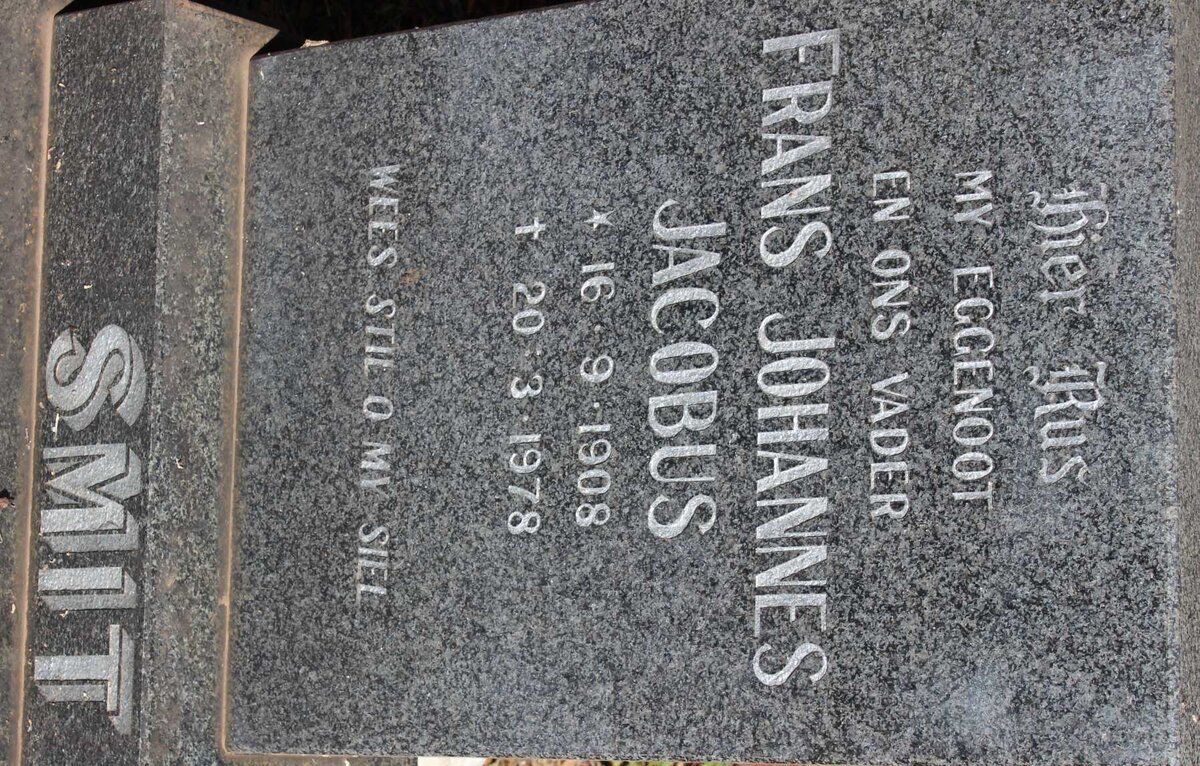 Hier Rus
MY EGGENOOT
EN ONS VADER
FRANS JOHANNES
JACOBUS
★ 16·9·1908
✝ 20·3·1978
WEES STIL O MY SIEL
SMIT